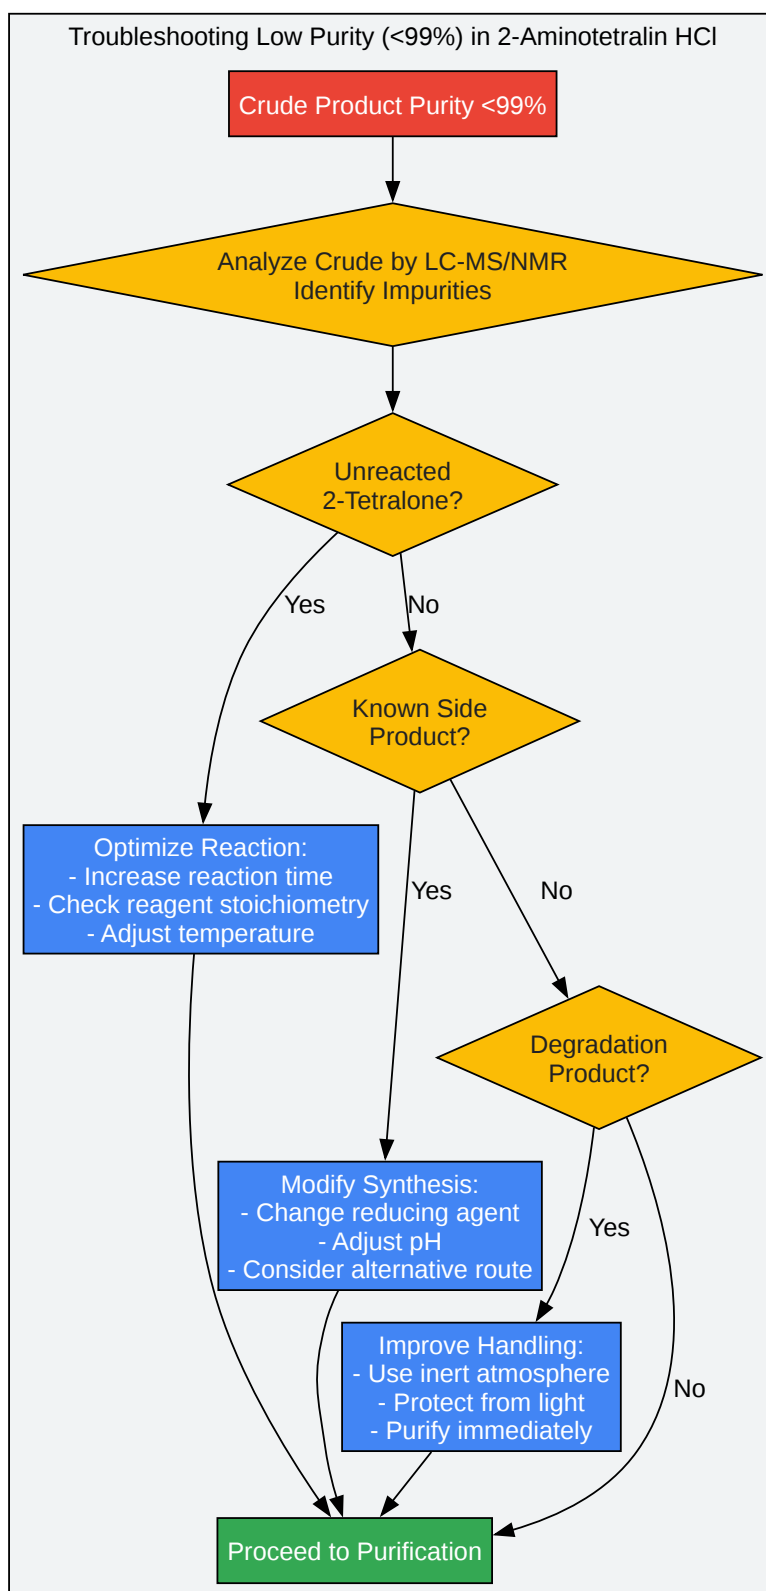 Troubleshooting Low Purity (<99%) in 2-Aminotetralin HCl
Crude Product Purity <99%
Analyze Crude by LC-MS/NMR
Identify Impurities
Unreacted
2-Tetralone?
Yes
No
Known Side
Product?
Optimize Reaction:
- Increase reaction time
- Check reagent stoichiometry
- Adjust temperature
Yes
No
Degradation
Product?
Modify Synthesis:
- Change reducing agent
- Adjust pH
- Consider alternative route
Yes
Improve Handling:
- Use inert atmosphere
- Protect from light
- Purify immediately
No
Proceed to Purification